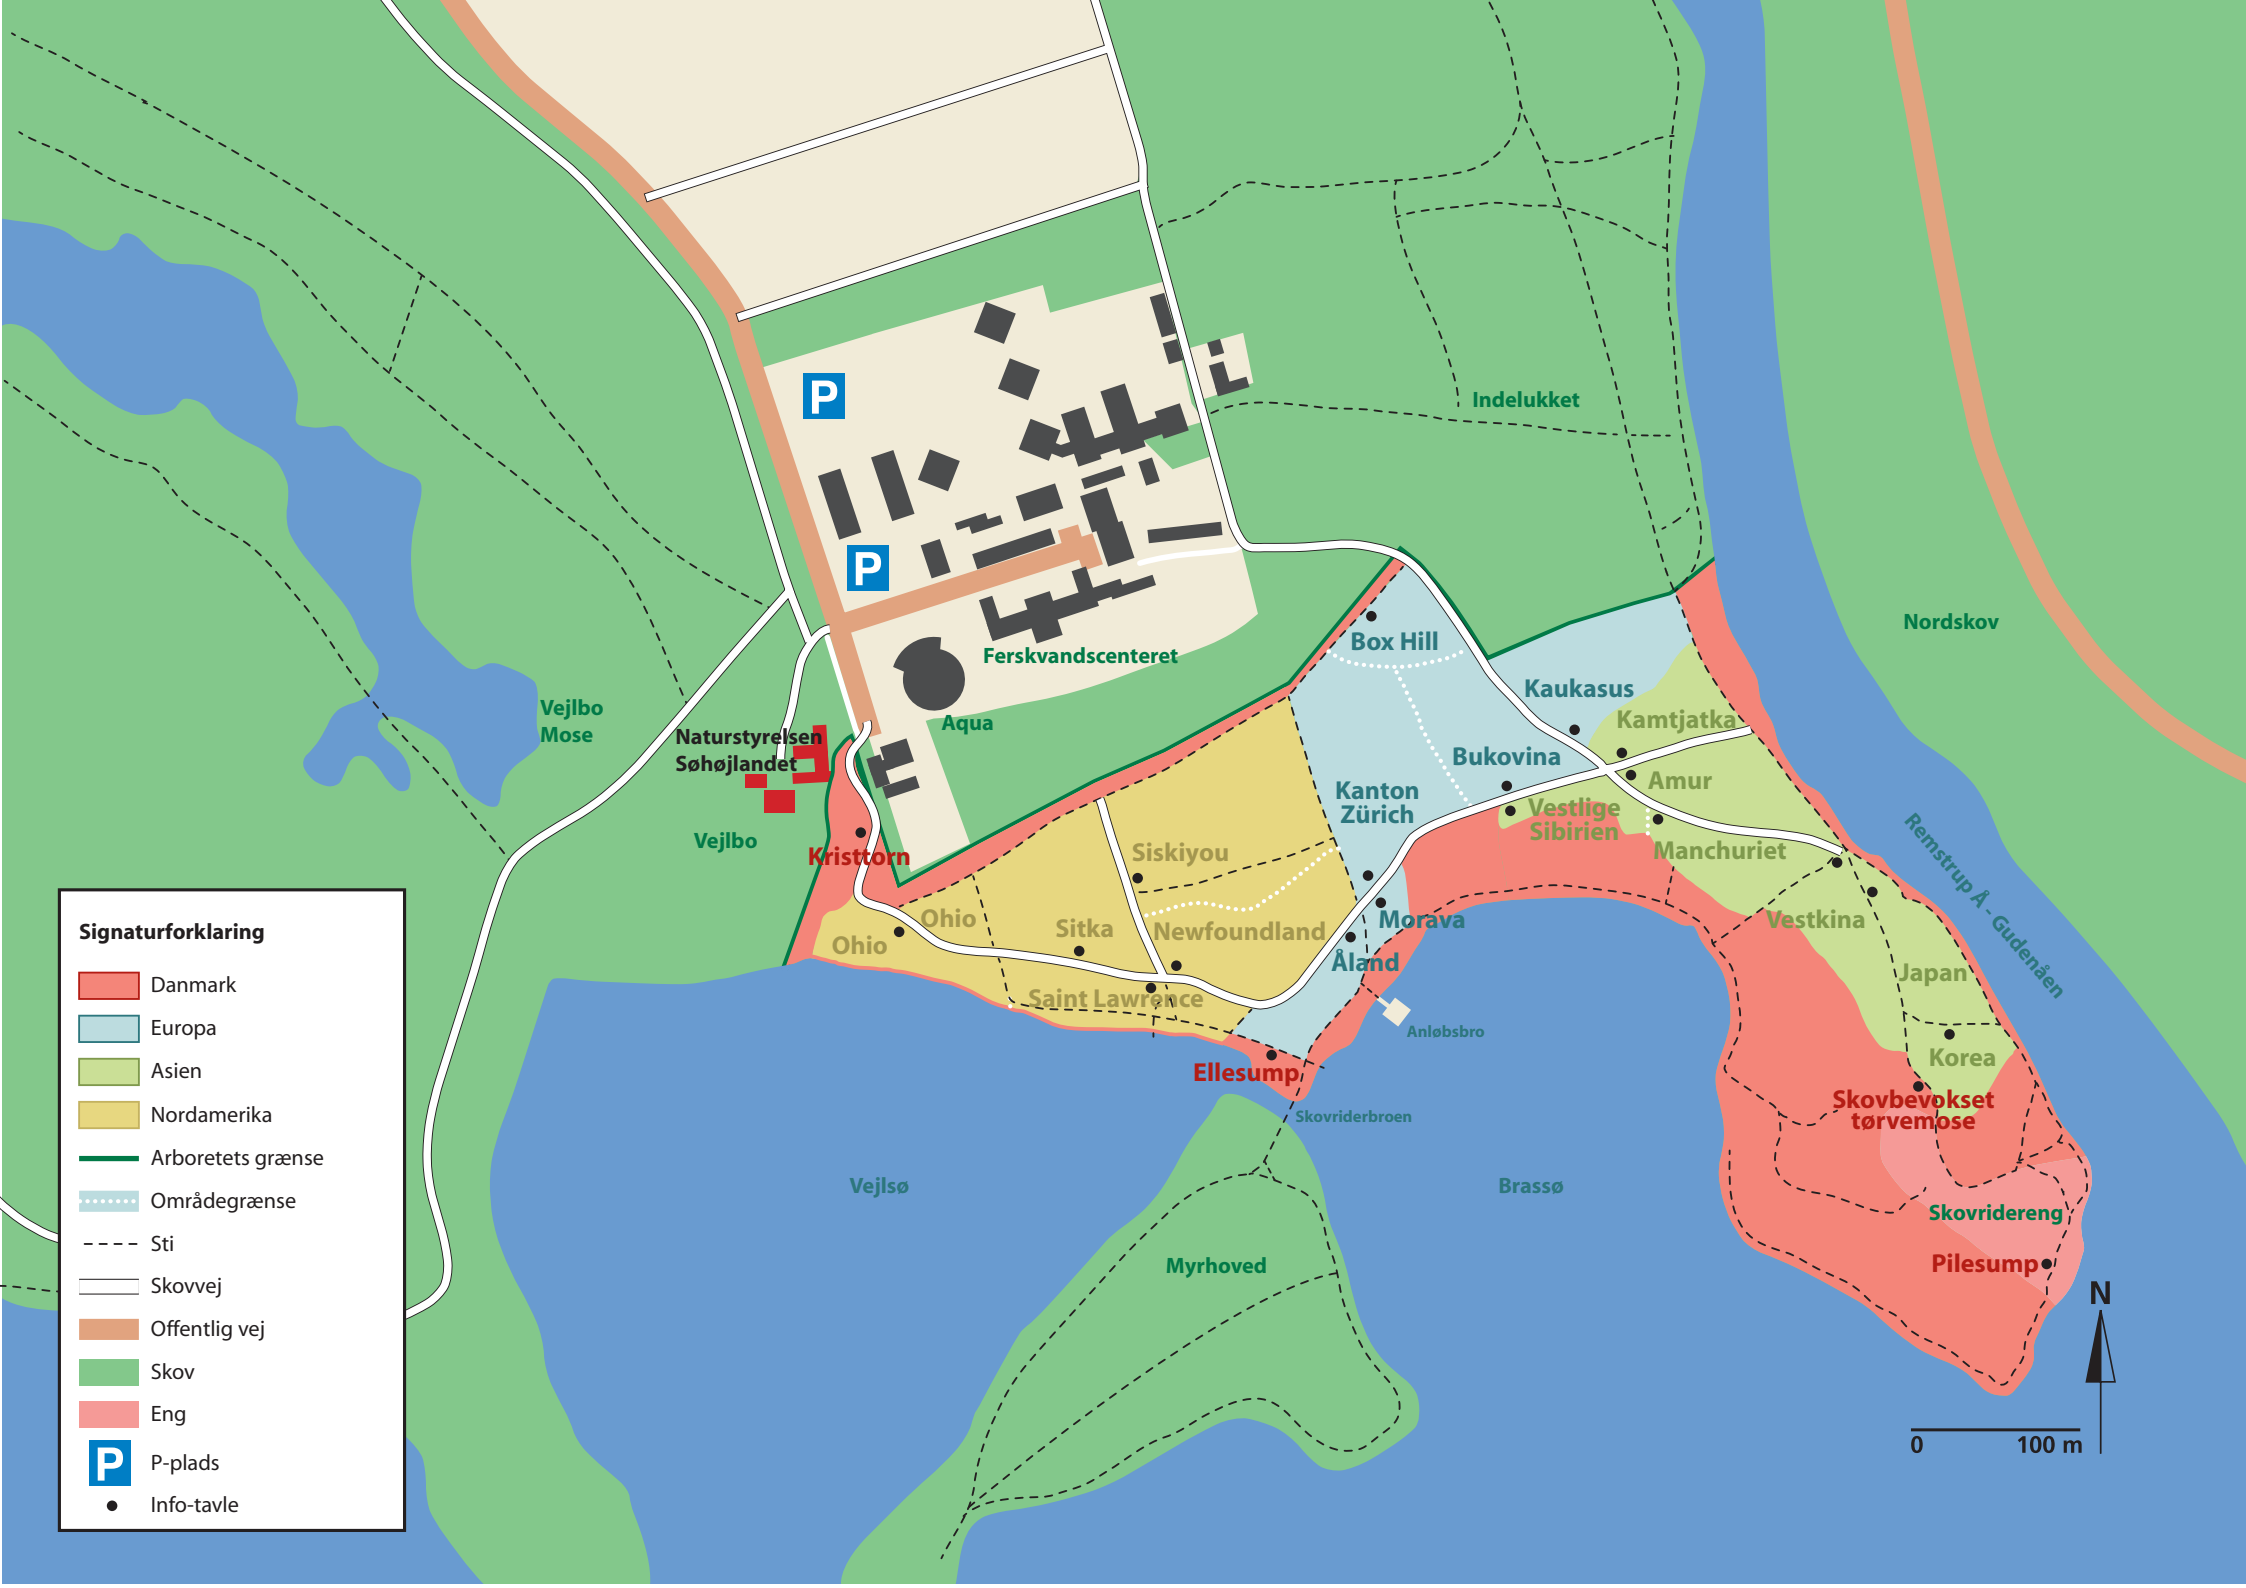 P
Indelukket
P
Nordskov
Box Hill
Ferskvandscenteret
Kaukasus
Vejlbo
Mose
Kamtjatka
Aqua
Naturstyrelsen
Søhøjlandet
Bukovina
Amur
Kanton
Zürich
Vestlige
Sibirien
Vejlbo
Kristtorn
Siskiyou
Manchuriet
Remstrup Å - Gudenåen
Ohio
Ohio
Sitka
Newfoundland
Morava
Vestkina
Åland
Japan
Saint Lawrence
Anløbsbro
Korea
Ellesump
Skovbevokset
tørvemose
Skovriderbroen
Vejlsø
Brassø
Skovridereng
Myrhoved
Pilesump
N
0 100 m
Signaturforklaring
Danmark
Europa
Asien
Nordamerika
Arboretets grænse
Områdegrænse
Sti
Skovvej
Offentlig vej
Skov
Eng
P P-plads
Info-tavle